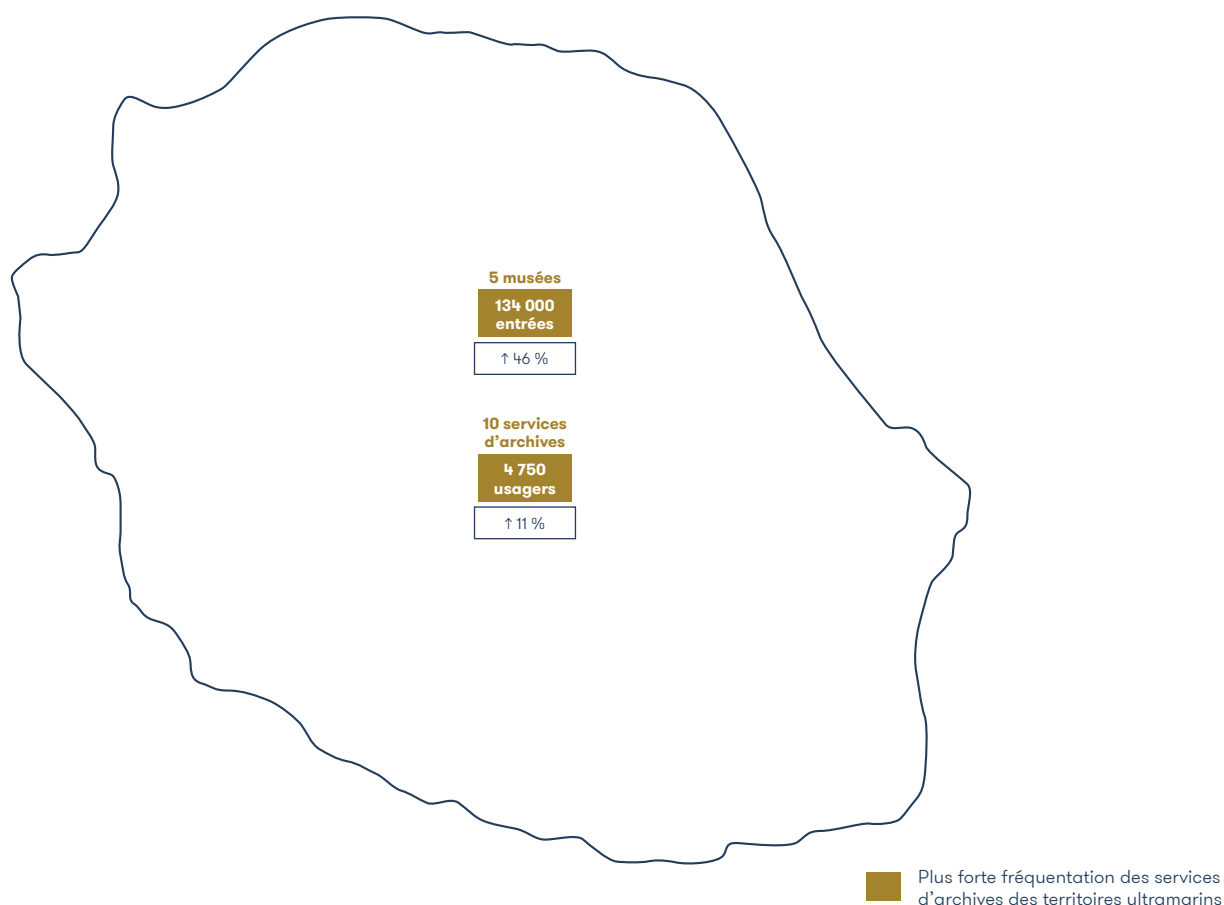 5 musées
134 000
entrées
↑ 46 %
10 services
d’archives
4 750
usagers
↑ 11 %
Plus forte fréquentation des services
d’archives des territoires ultramarins